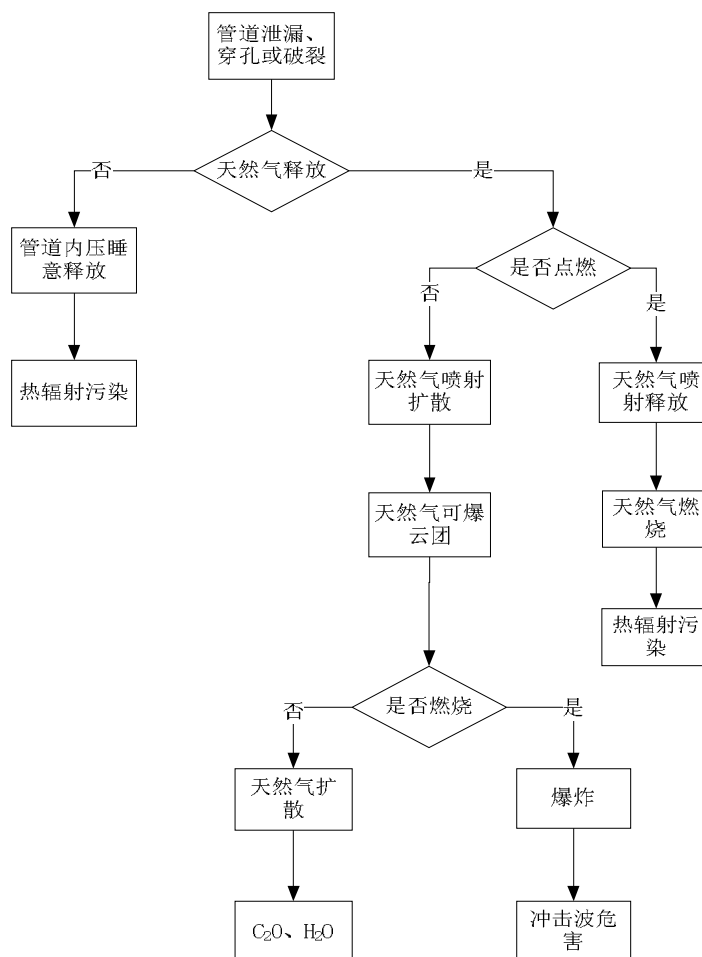 管道泄漏、
穿孔或破裂
天然气释放
否
是
管道内压睡
意释放
是否点燃
否
是
热辐射污染
天然气喷射
扩散
天然气喷
射释放
天然气可爆
云团
天然气燃
烧
热辐射污
染
是否燃烧
否
是
天然气扩
散
爆炸
C₂O、H₂O
冲击波危
害